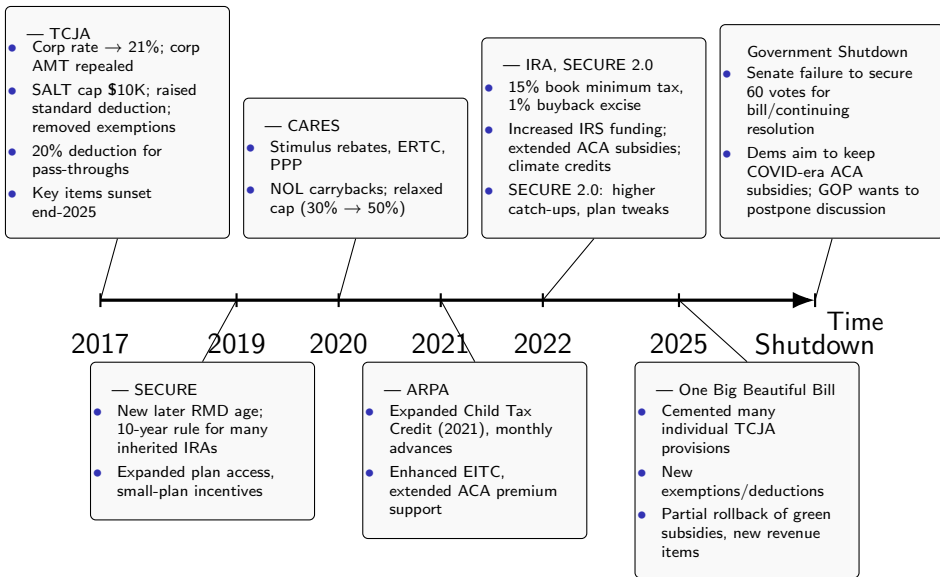 — TCJA
Corp rate → 21%; corp
AMT repealed
SALT cap $10K; raised
standard deduction;
removed exemptions
20% deduction for
pass-throughs
Key items sunset
end-2025
— CARES
Stimulus rebates, ERTC,
PPP
NOL carrybacks; relaxed
cap (30% → 50%)
— IRA, SECURE 2.0
15% book minimum tax,
1% buyback excise
Increased IRS funding;
extended ACA subsidies;
climate credits
SECURE 2.0: higher
catch-ups, plan tweaks
Government Shutdown
Senate failure to secure
60 votes for
bill/continuing
resolution
Dems aim to keep
COVID-era ACA
subsidies; GOP wants to
postpone discussion
Time
2017
2019
2020
2021
2022
2025
Shutdown
— SECURE
New later RMD age;
10-year rule for many
inherited IRAs
Expanded plan access,
small-plan incentives
— ARPA
Expanded Child Tax
Credit (2021), monthly
advances
Enhanced EITC,
extended ACA premium
support
— One Big Beautiful Bill
Cemented many
individual TCJA
provisions
New
exemptions/deductions
Partial rollback of green
subsidies, new revenue
items